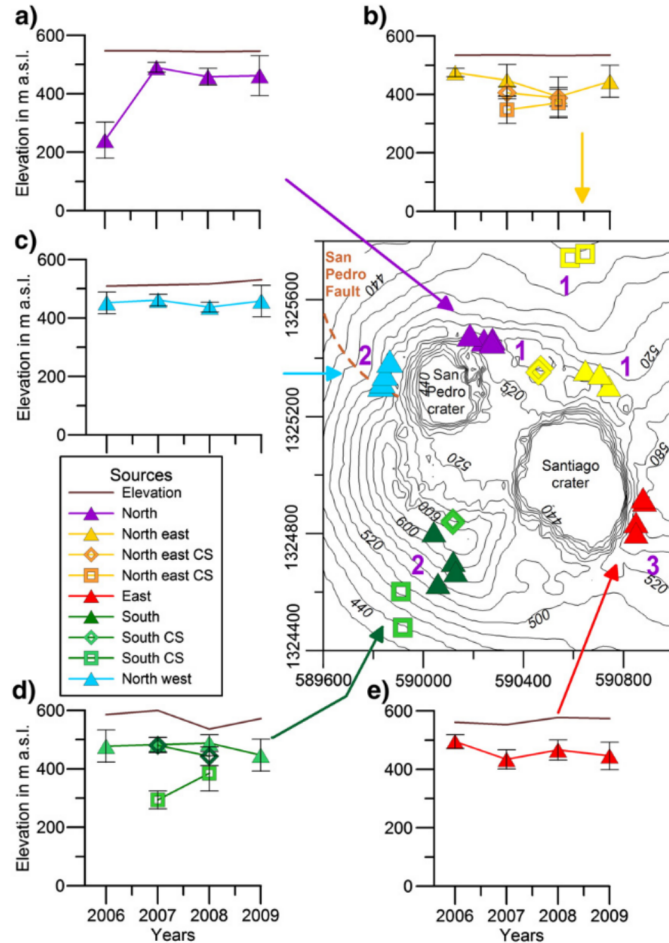 a)
600
400
200
0
Elevation in m a.s.l.
b)
600
400
200
0
Elevation in m a.s.l.
c)
600
400
200
0
Elevation in m a.s.l.
San
Pedro
Fault
440
1325600
1325200
1324800
1324400
1
1
1
2
440
San
Pedro
crater
520
640
580
520
Santiago
crater
440
600
600
520
2
3
520
440
500
589600
590000
590400
590800
Sources
Elevation
North
North east
North east CS
North east CS
East
South
South CS
South CS
North west
d)
600
400
200
0
Elevation in m a.s.l.
2006
2007
2008
2009
Years
e)
600
400
200
0
2006
2007
2008
2009
Years